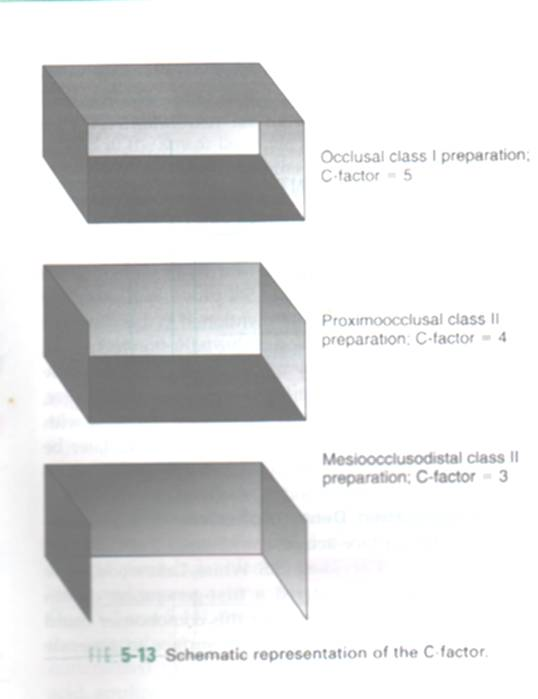 Occlusal class I preparation;
C-factor = 5
Proximoocclusal class II
preparation; C-factor = 4
Mesioocclusodistal class II
preparation; C-factor = 3
5-13 Schematic representation of the C-factor.